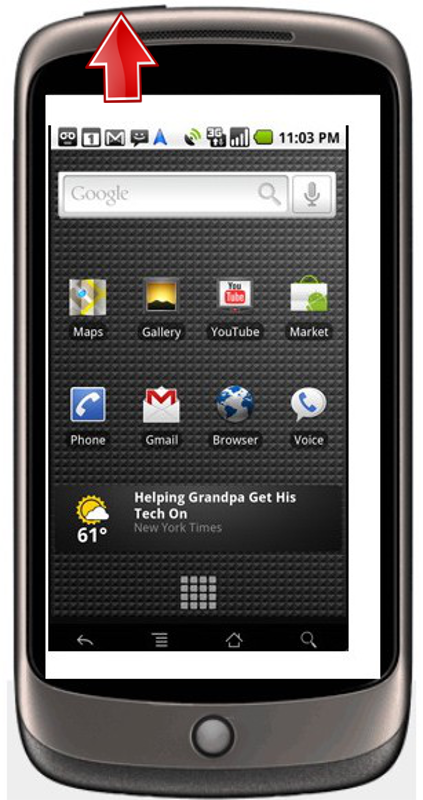 1 3G 11:03 PM
Google
You
Tube
Maps Gallery YouTube Market
Phone Gmail Browser Voice
Helping Grandpa Get His
Tech On
New York Times
61°